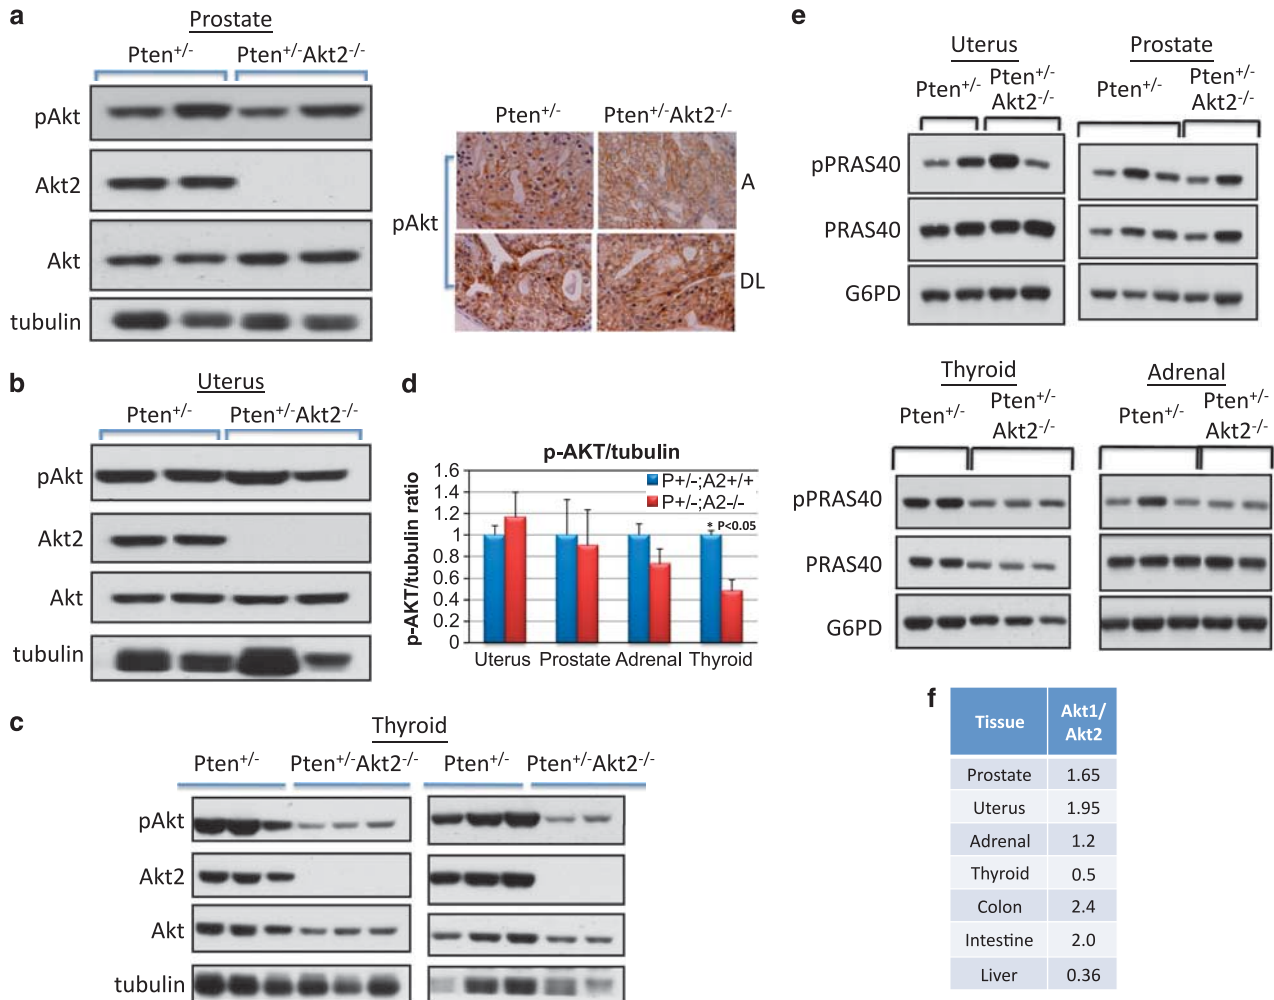 a
Prostate
Pten+/-
Pten+/-Akt2-/-
pAkt
Akt2
Akt
tubulin
Pten+/-
Pten+/-Akt2-/-
pAkt
A
DL
b
Uterus
Pten+/-
Pten+/-Akt2-/-
pAkt
Akt2
Akt
tubulin
c
Thyroid
Pten+/-
Pten+/-Akt2-/-
Pten+/-
Pten+/-Akt2-/-
pAkt
Akt2
Akt
tubulin
d
p-AKT/tubulin
p-AKT/tubulin ratio
1.6
1.4
1.2
1
0.8
0.6
0.4
0.2
0
P+/-;A2+/+
P+/-;A2-/-
* P<0.05
Uterus Prostate Adrenal Thyroid
e
Uterus
Pten+/-
Pten+/-
Akt2-/-
Prostate
Pten+/-
Pten+/-
Akt2-/-
pPRAS40
PRAS40
G6PD
Thyroid
Pten+/-
Pten+/-
Akt2-/-
Adrenal
Pten+/-
Pten+/-
Akt2-/-
pPRAS40
PRAS40
G6PD
f
Tissue Akt1/
Akt2
Prostate 1.65
Uterus 1.95
Adrenal 1.2
Thyroid 0.5
Colon 2.4
Intestine 2.0
Liver 0.36